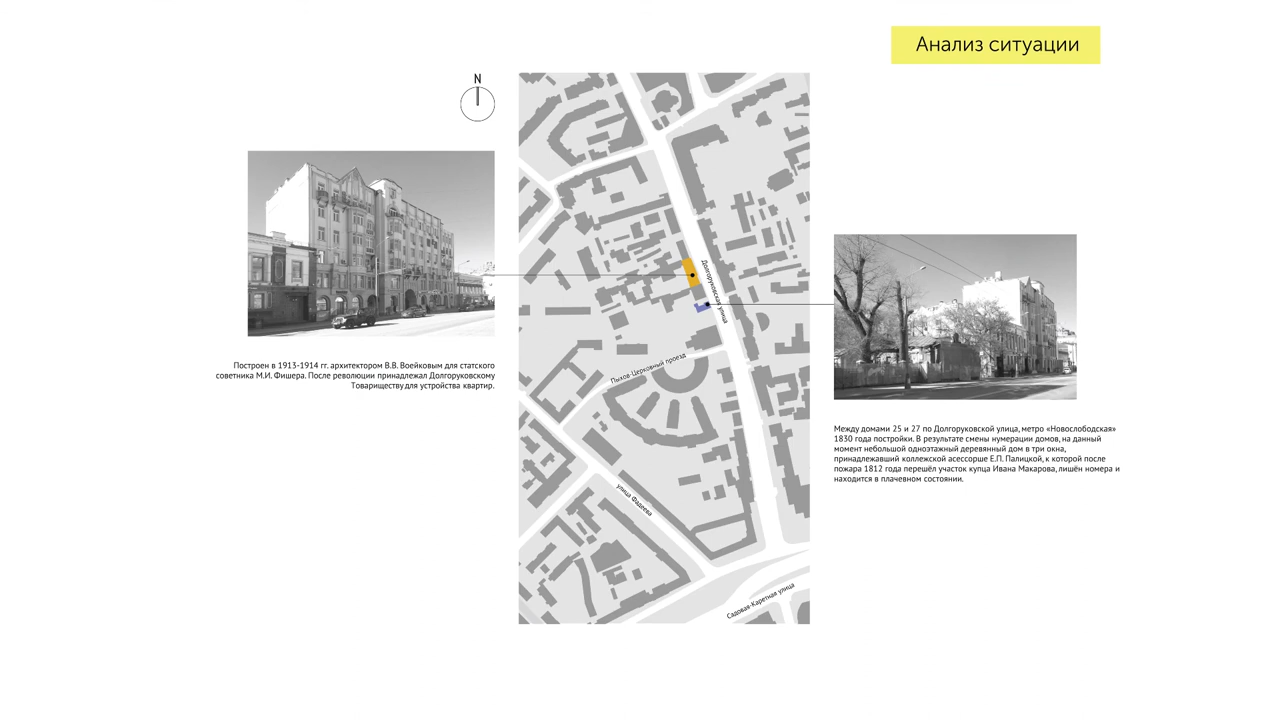 Анализ ситуации
N
Построен в 1913-1914 гг. архитектором В.В. Воейковым для статского
советника М.И. Фишера. После революции принадлежал Долгоруковскому
Товариществу для устройства квартир.
Долгоруковская улица
Пыхов-Церковный проезд
улица Фадеева
Садовая-Каретная улица
Между домами 25 и 27 по Долгоруковской улица, метро «Новослободская»
1830 года постройки. В результате смены нумерации домов, на данный
момент небольшой одноэтажный деревянный дом в три окна,
принадлежавший коллежской асессорше Е.П. Палицкой, к которой после
пожара 1812 года перешёл участок купца Ивана Макарова, лишён номера и
находится в плачевном состоянии.